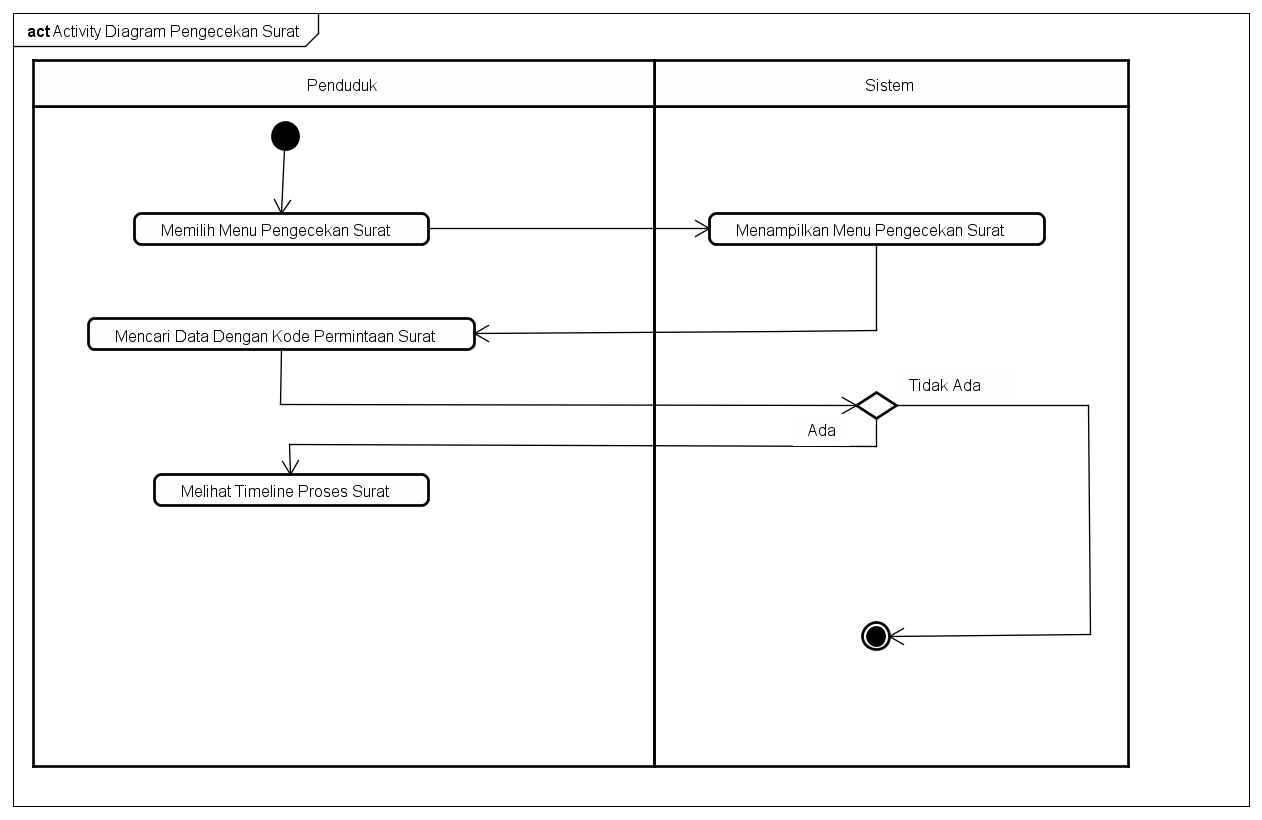 act Activity Diagram Pengecekan Surat
Penduduk
Sistem
Memilih Menu Pengecekan Surat
Menampilkan Menu Pengecekan Surat
Mencari Data Dengan Kode Permintaan Surat
Tidak Ada
Ada
Melihat Timeline Proses Surat